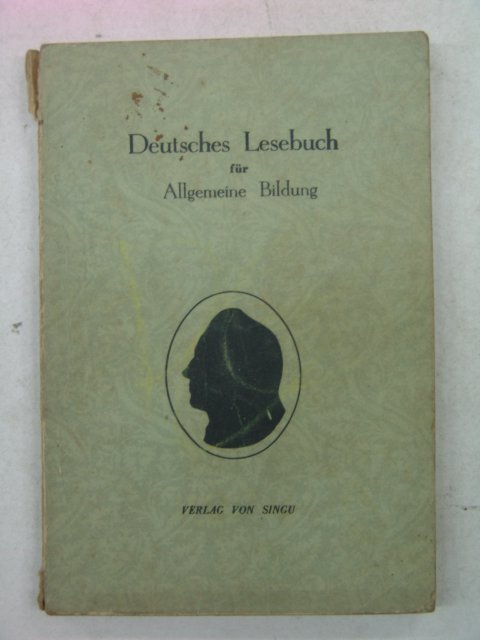 Deutsches Lesebuch
für
Allgemeine Bildung
VERLAG VON SINGU